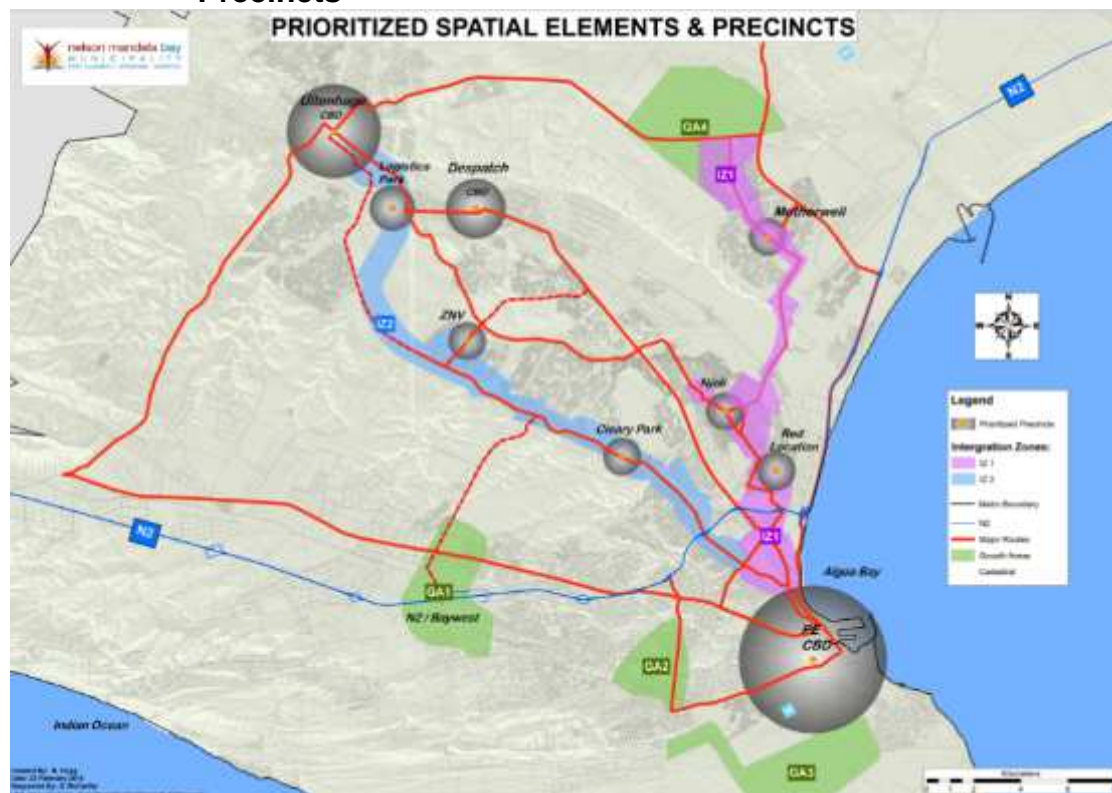 Precincts
PRIORITIZED SPATIAL ELEMENTS & PRECINCTS
nelson mandela bay
MUNICIPALITY
N2
Uitenhage
CBD
GA4
Logistics
Park
Despatch
CBD
IZ1
Motherwell
IZ2
ZNV
Njoli
Cleary Park
Red
Location
N2
IZ1
GA1
N2 / Baywest
Algoa Bay
PE
CBD
GA2
GA3
Indian Ocean
N
W
E
S
Legend
Prioritized Precincts
Intergration Zones:
IZ 1
IZ 2
Metro Boundary
N2
Major Routes
Growth Areas
Cadastral
Kilometers